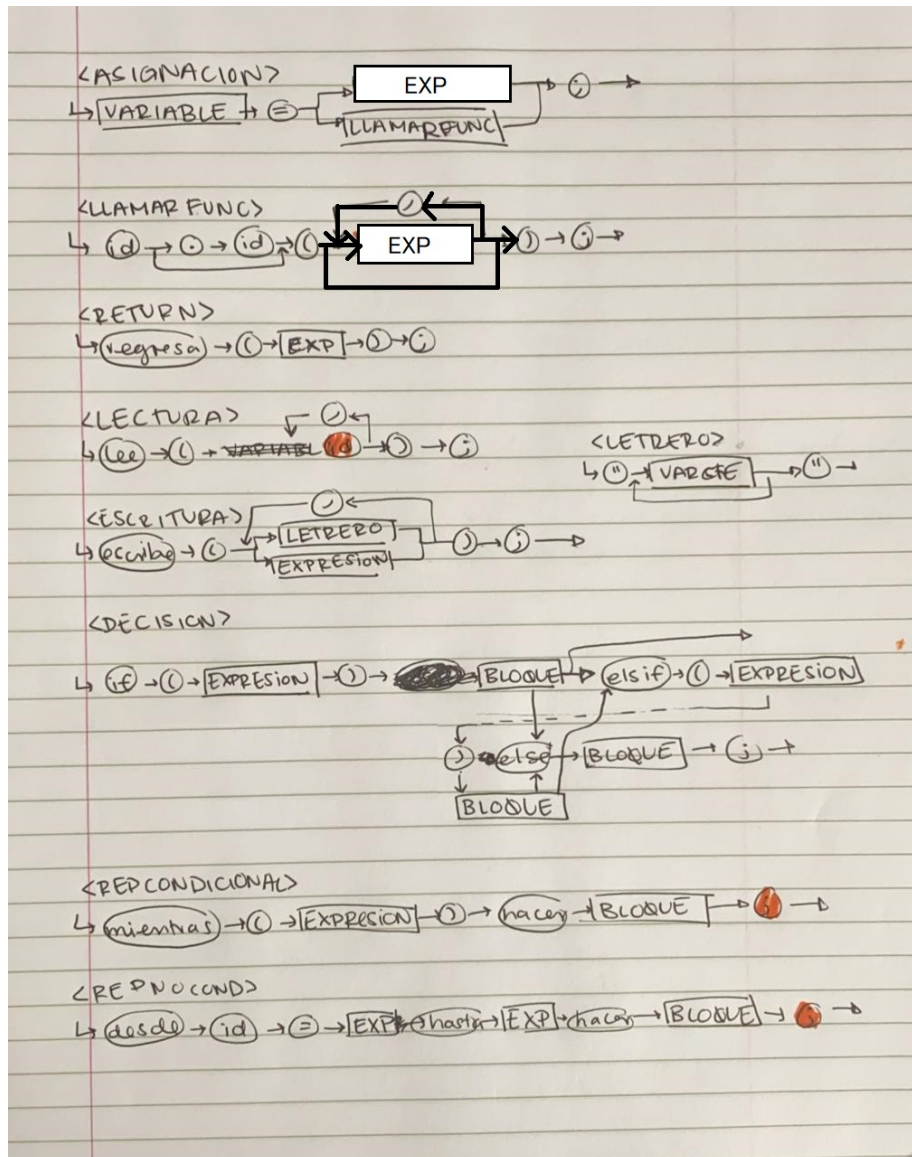 <ASIGNACION>
VARIABLE = EXP ;
LLAMARFUNC
<LLAMARFUNC>
,
id . id ( EXP ) ;
<RETURN>
regresa ( EXP ) ;
<LECTURA>
,
lee ( id ) ;
<LETRERO>
" VARCTE "
<ESCRITURA>
,
escribe ( LETRERO ) ;
EXPRESION
<DECISION>
if ( EXPRESION ) BLOQUE elsif ( EXPRESION
) else BLOQUE ;
BLOQUE
<REPCONDICIONAL>
mientras ( EXPRESION ) hacer BLOQUE ;
<REPNOCOND>
desde id = EXP hasta EXP hacer BLOQUE ;